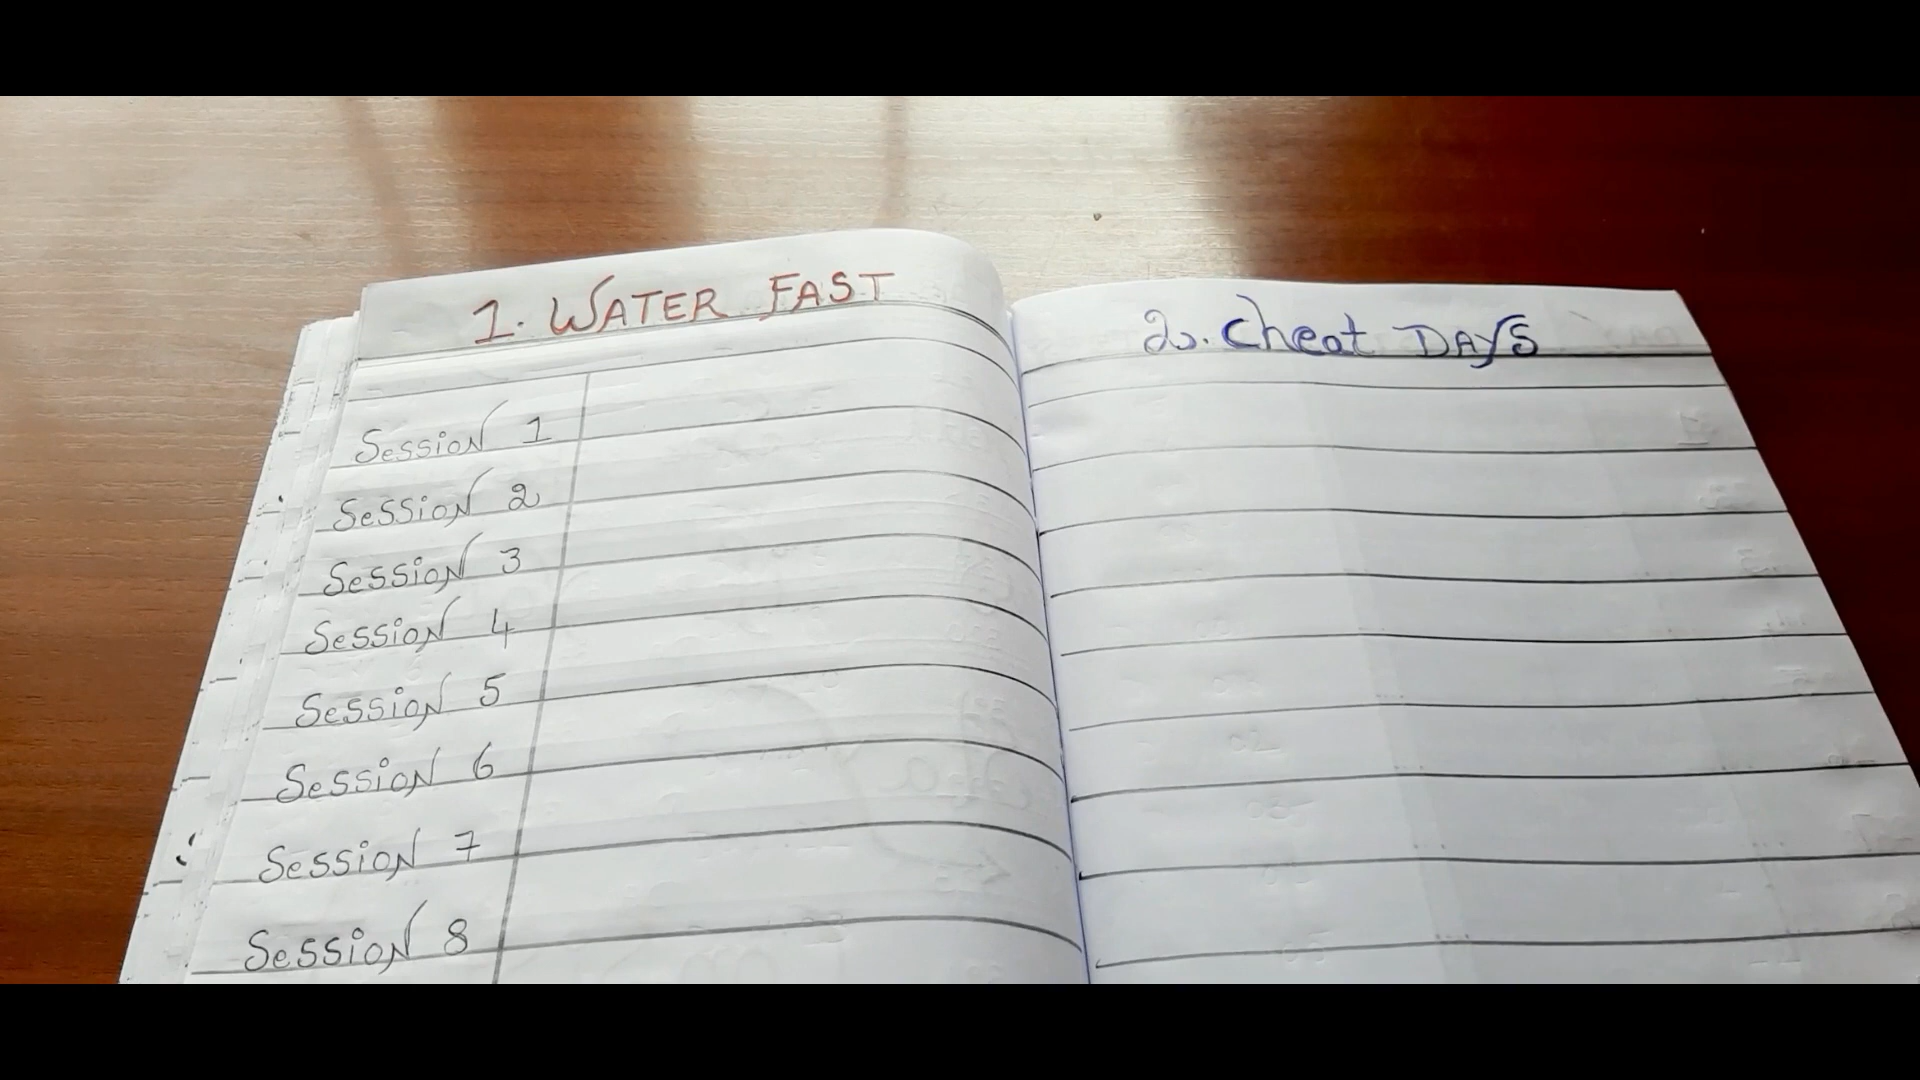 1. WATER FAST
Session 1
Session 2
Session 3
Session 4
Session 5
Session 6
Session 7
Session 8
2. Cheat DAYS